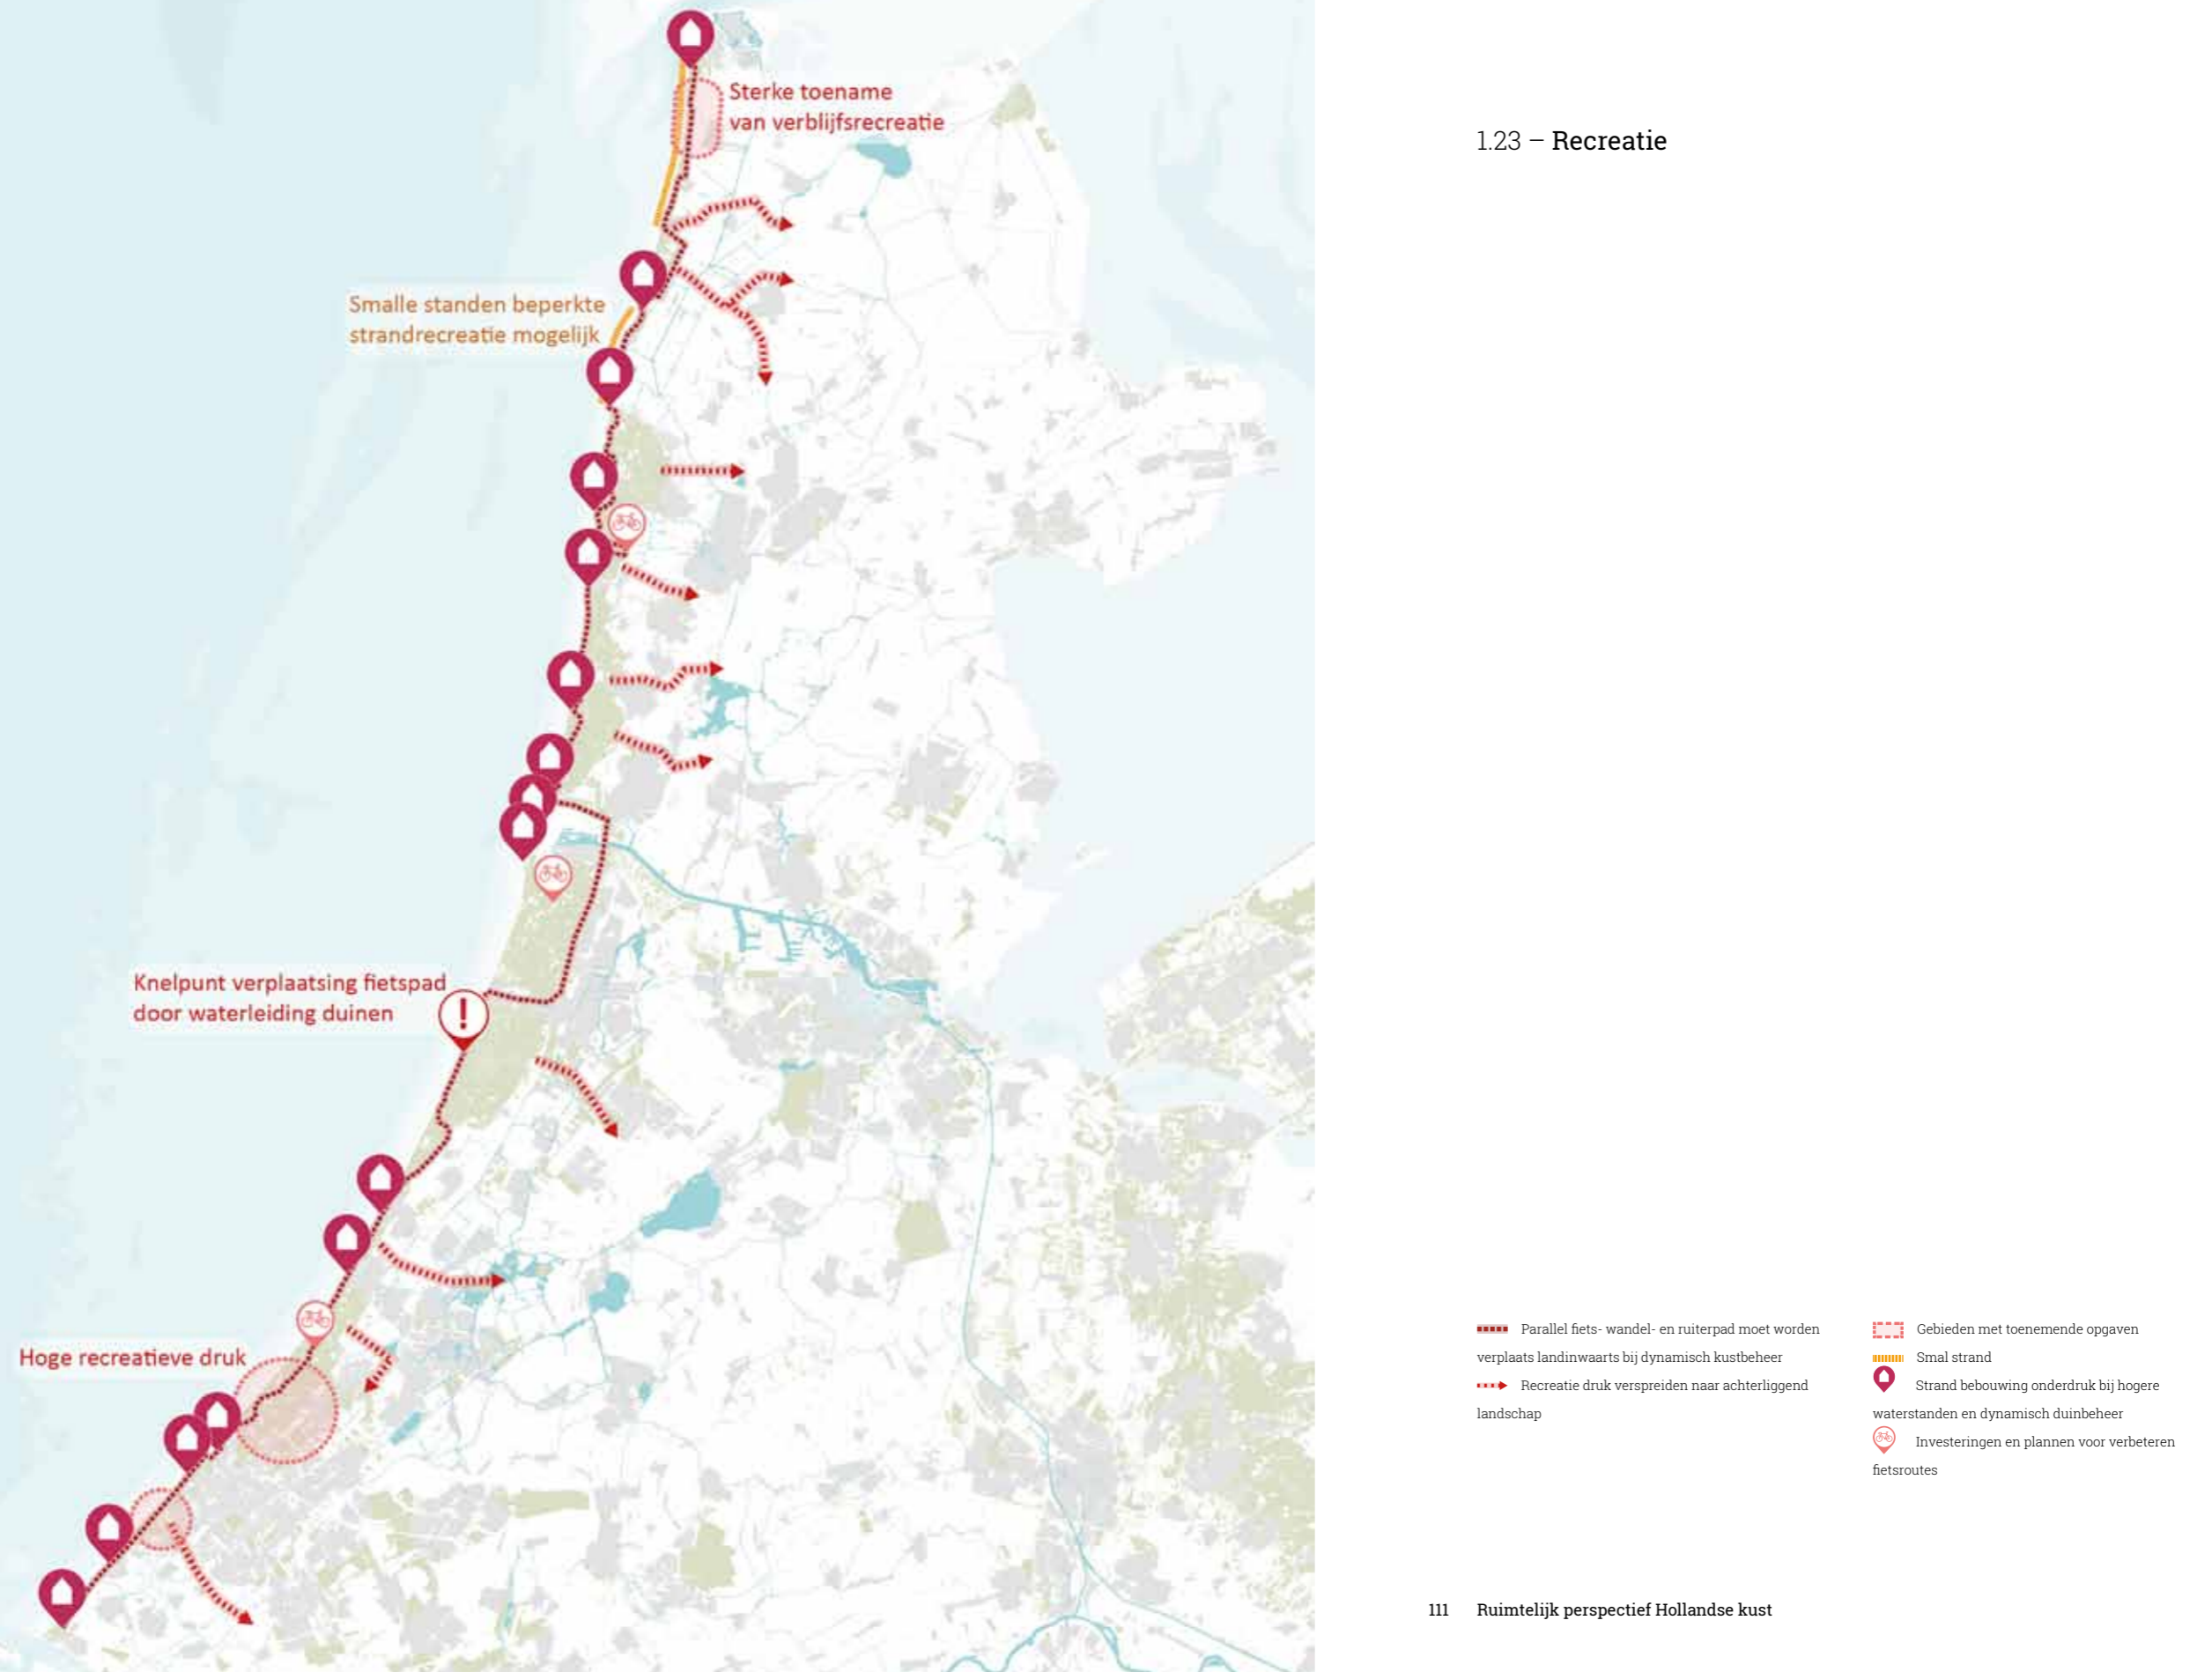 Sterke toename
van verblijfsrecreatie
Smalle standen beperkte
strandrecreatie mogelijk
Knelpunt verplaatsing fietspad
door waterleiding duinen
!
Hoge recreatieve druk
1.23 – Recreatie
Parallel fiets- wandel- en ruiterpad moet worden
verplaats landinwaarts bij dynamisch kustbeheer
Recreatie druk verspreiden naar achterliggend
landschap
Gebieden met toenemende opgaven
Smal strand
Strand bebouwing onderdruk bij hogere
waterstanden en dynamisch duinbeheer
Investeringen en plannen voor verbeteren
fietsroutes
111 Ruimtelijk perspectief Hollandse kust